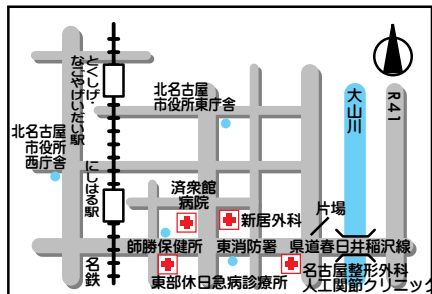 とくしげ・
なごやげいだい駅
北名古屋
市役所東庁舎
大山川
R41
北名古屋
市役所
西庁舎
にしはる駅
済衆館
病院
新居外科
片場
師勝保健所
東消防署
県道春日井稲沢線
名鉄
東部休日急病診療所
名古屋整形外科
人工関節クリニック